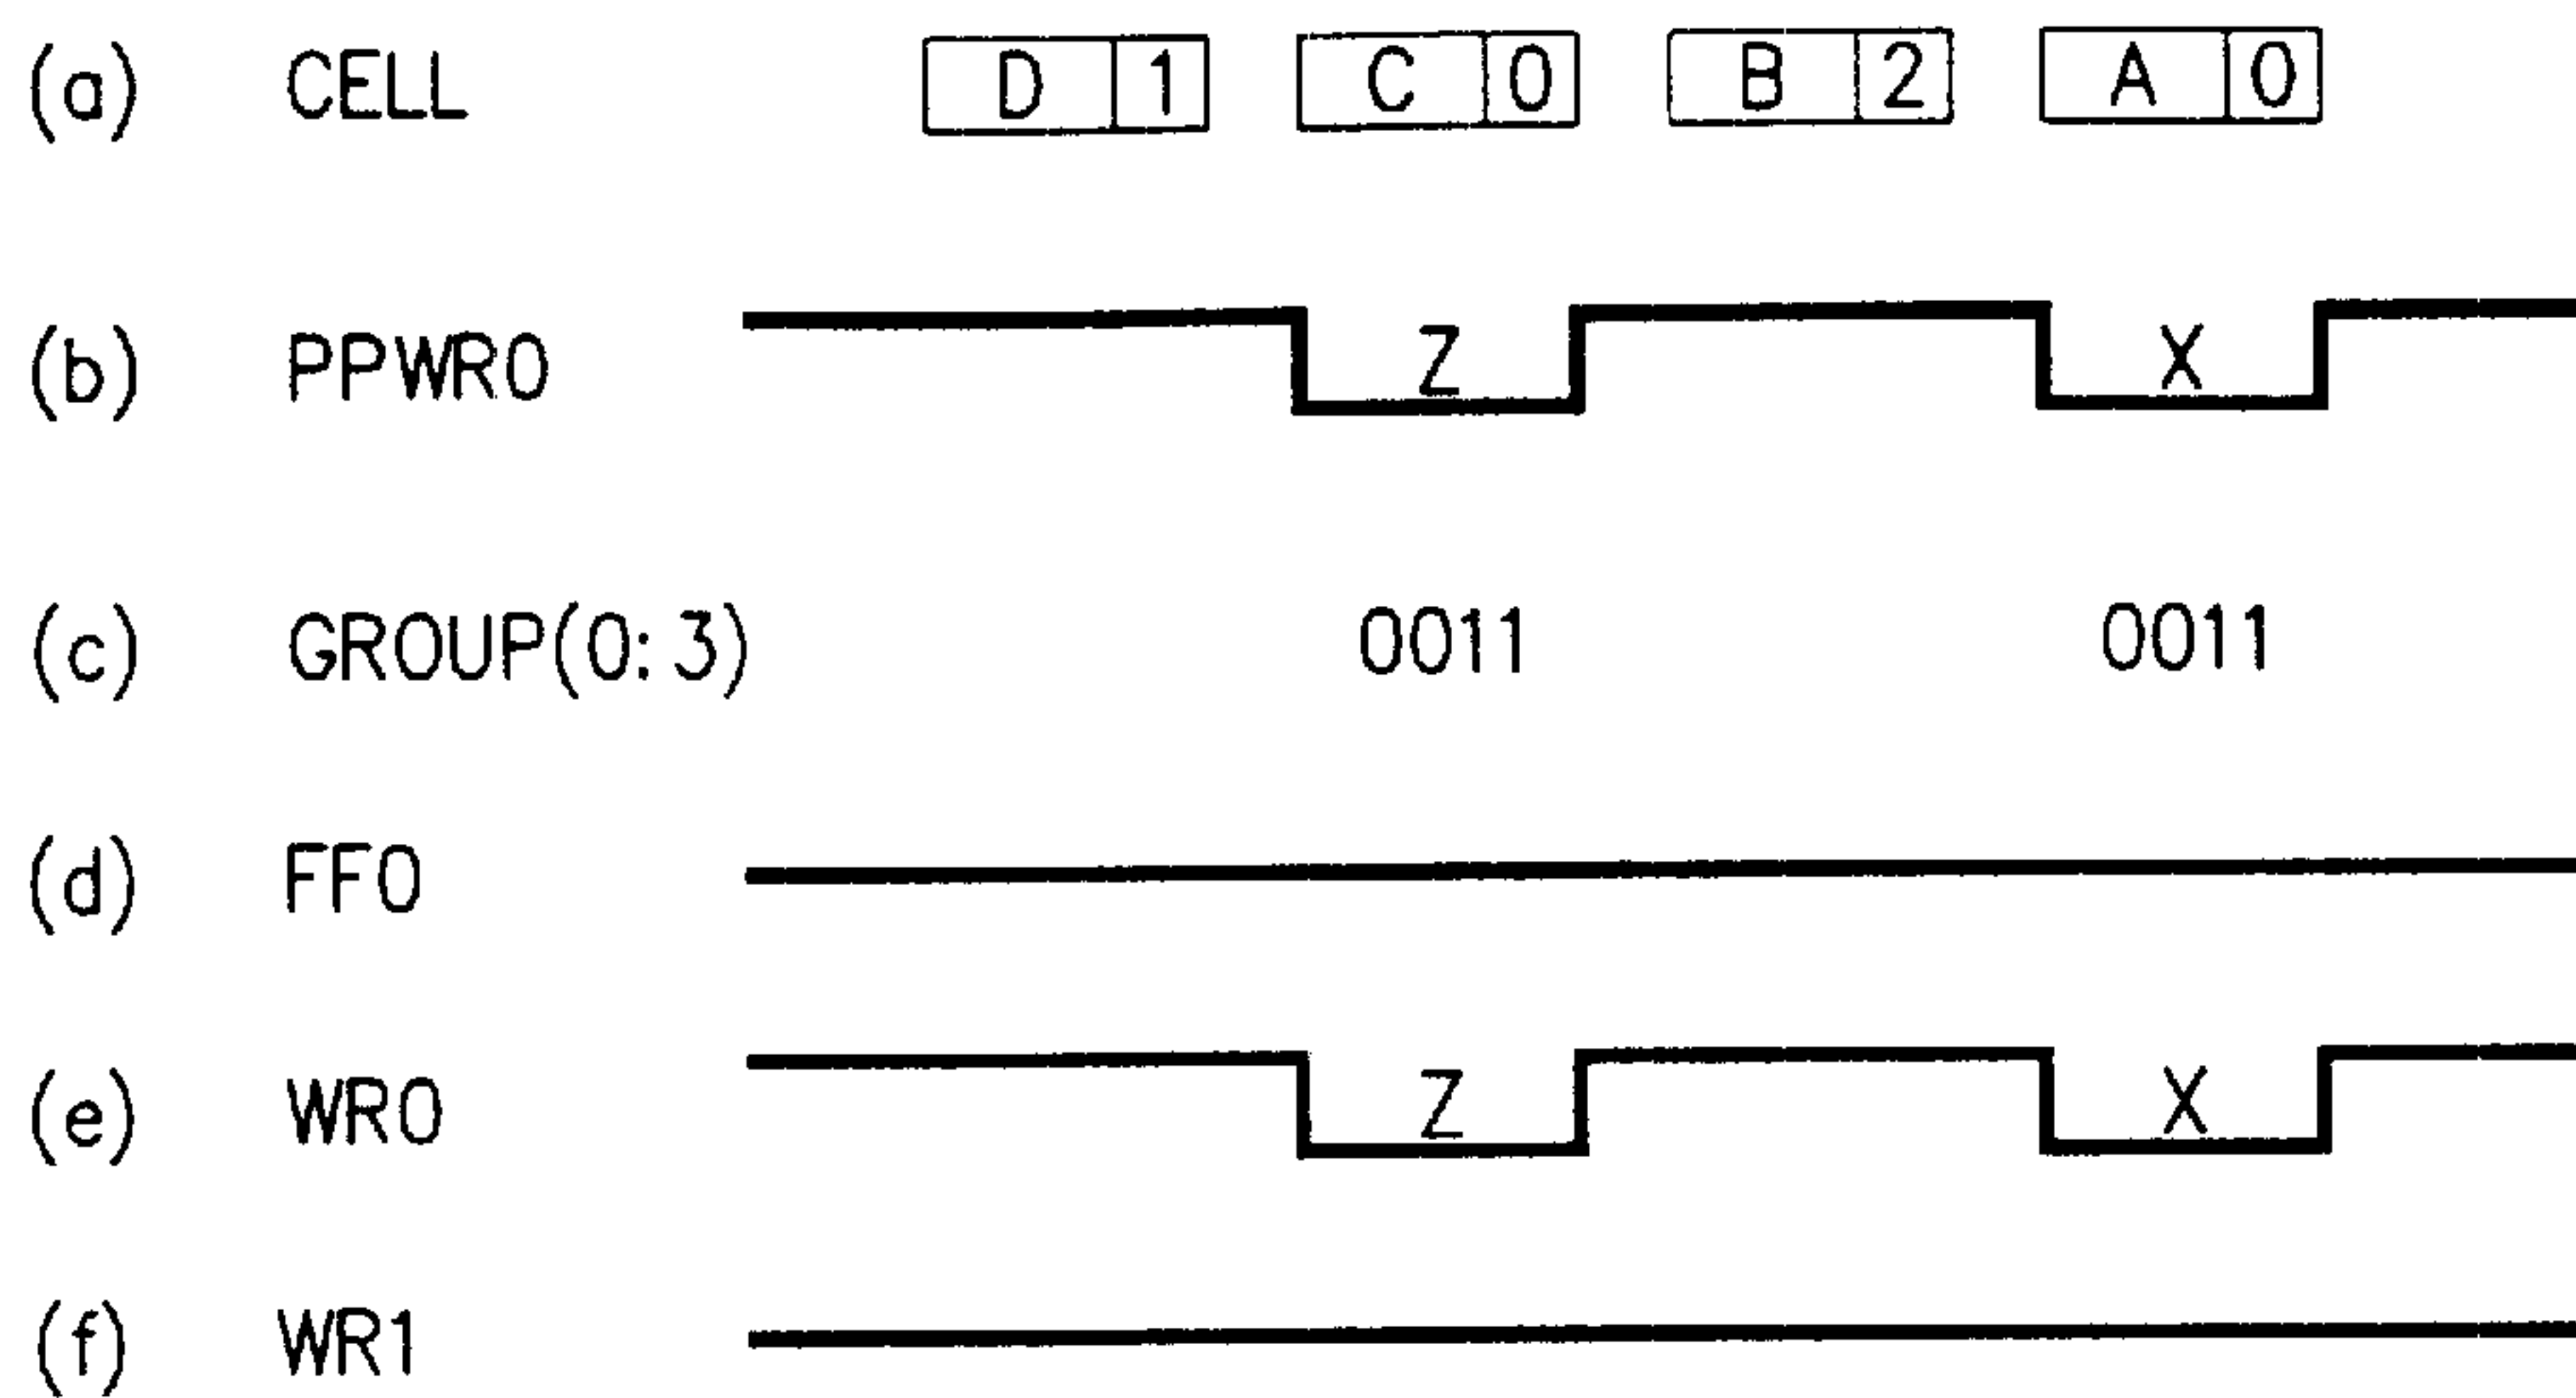 (a) CELL D 1 C 0 B 2 A 0
(b) PPWR0 Z X
(c) GROUP(0:3) 0011 0011
(d) FF0
(e) WR0 Z X
(f) WR1